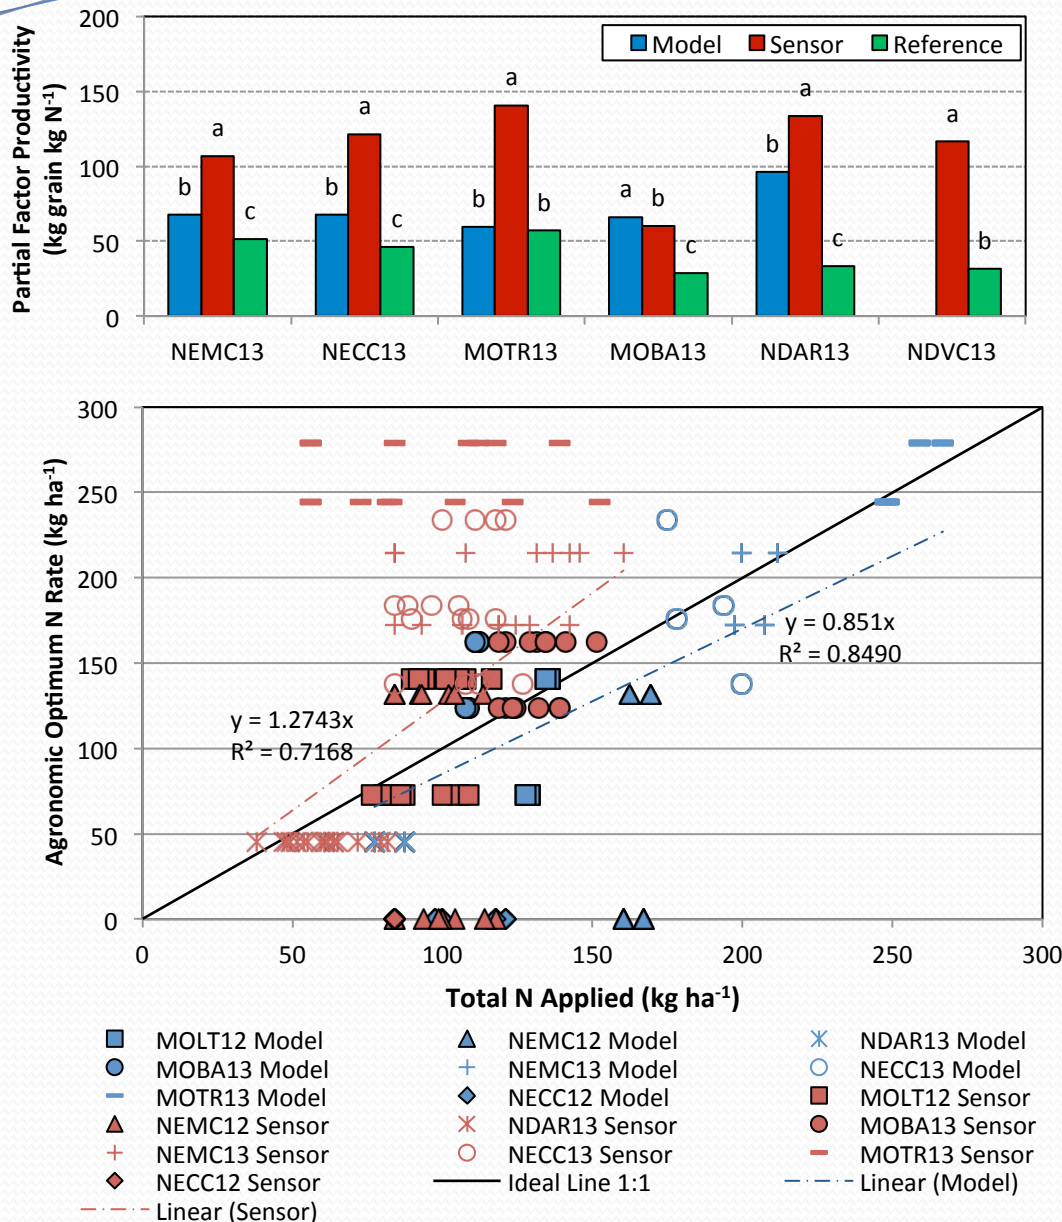 Partial Factor Productivity
(kg grain kg N⁻¹)
200
150
100
50
0
Model Sensor Reference
b a c
b a c
b a b
a b c
b a c
a b
NEMC13 NECC13 MOTR13 MOBA13 NDAR13 NDVC13
Agronomic Optimum N Rate (kg ha⁻¹)
300
250
200
150
100
50
0
y = 0.851x
R² = 0.8490
y = 1.2743x
R² = 0.7168
0 50 100 150 200 250 300
Total N Applied (kg ha⁻¹)
MOLT12 Model NEMC12 Model NDAR13 Model
MOBA13 Model NEMC13 Model NECC13 Model
MOTR13 Model NECC12 Model MOLT12 Sensor
NEMC12 Sensor NDAR13 Sensor MOBA13 Sensor
NEMC13 Sensor NECC13 Sensor MOTR13 Sensor
NECC12 Sensor Ideal Line 1:1 Linear (Model)
Linear (Sensor)